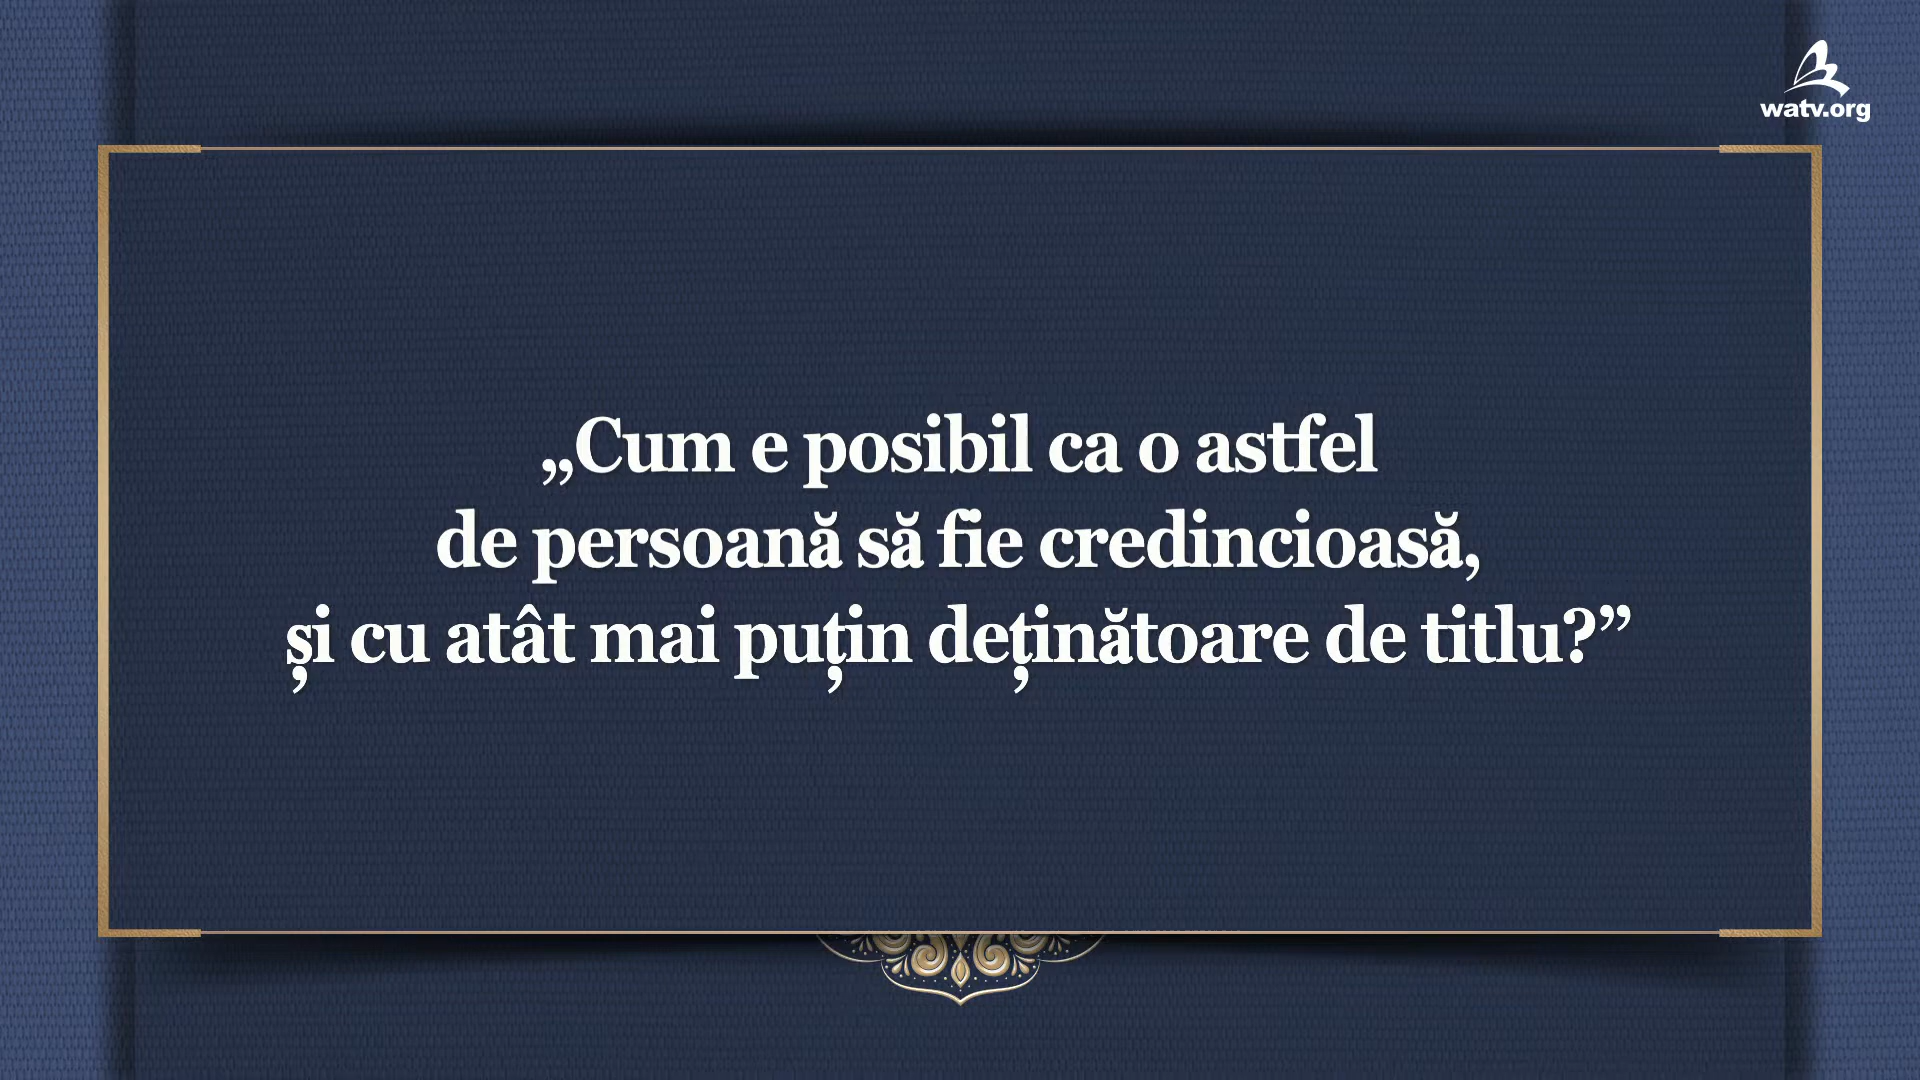 watv.org
„Cum e posibil ca o astfel
de persoană să fie credincioasă,
și cu atât mai puțin deținătoare de titlu?”